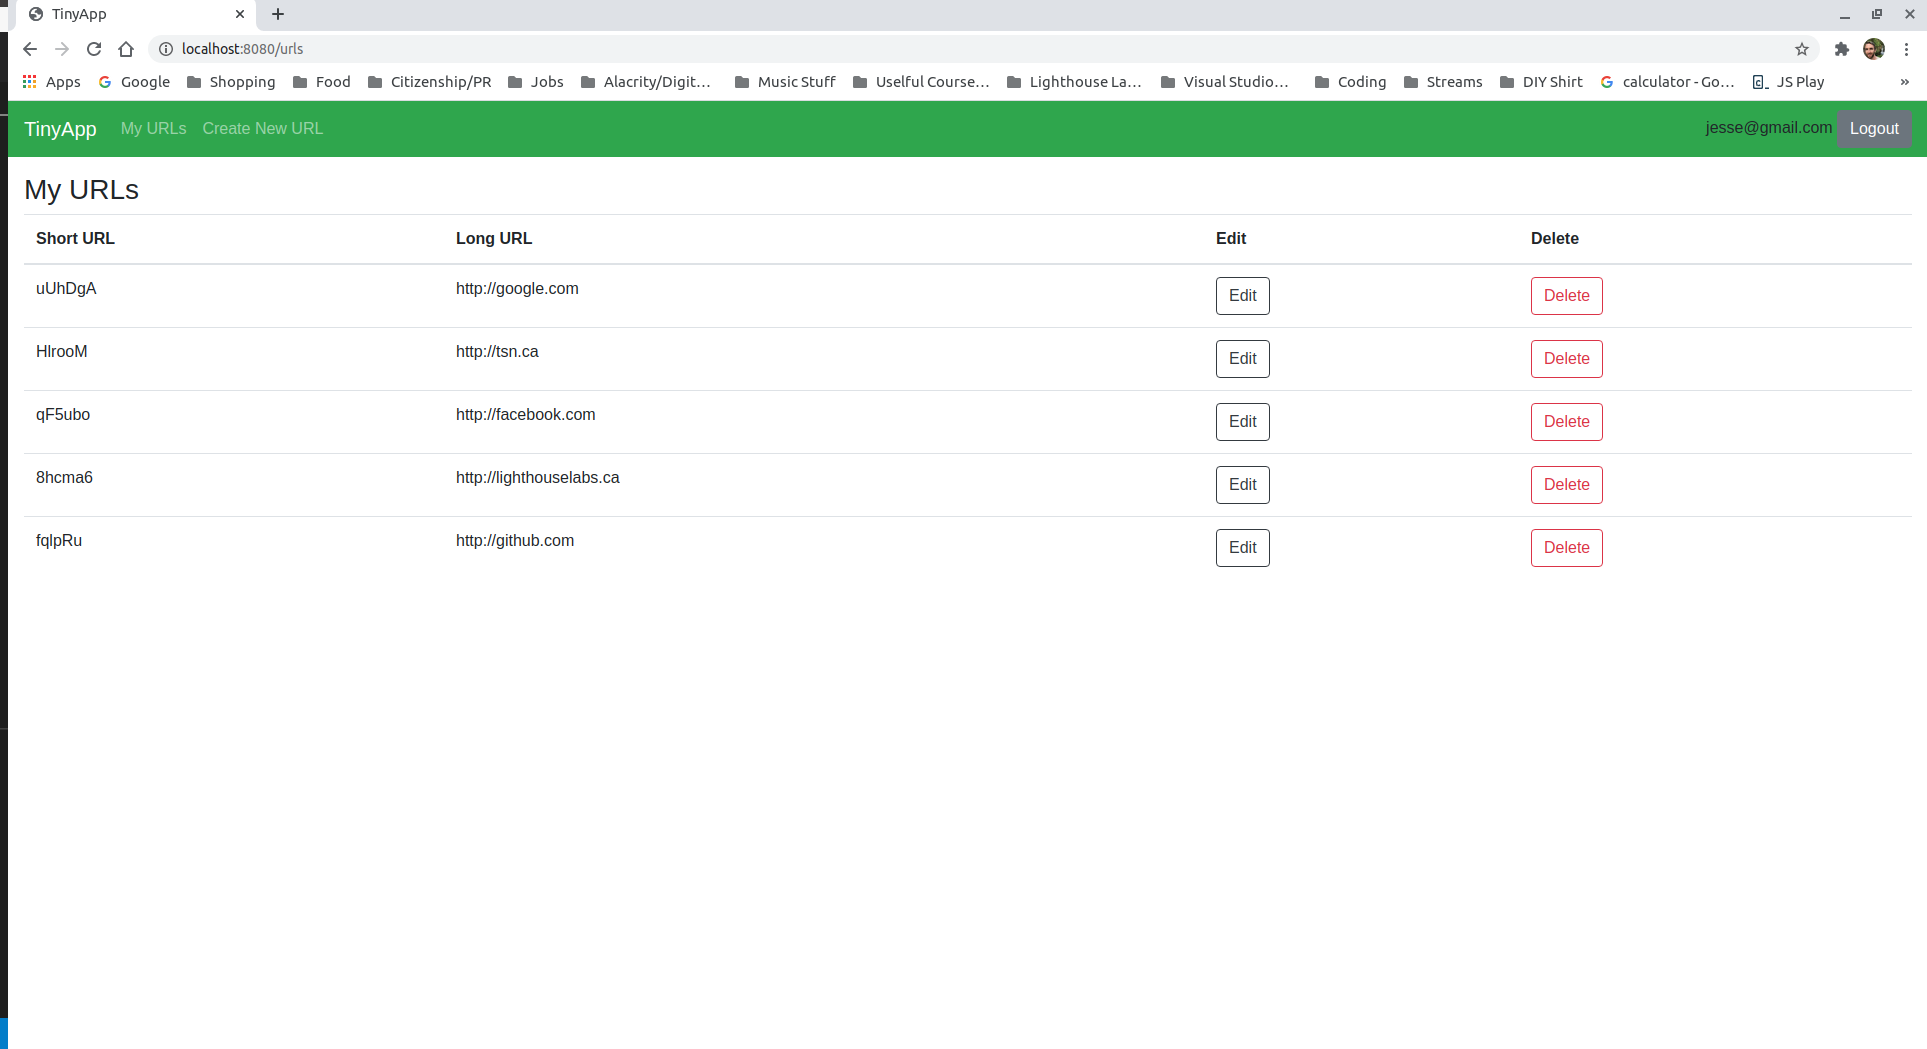 TinyApp
localhost:8080/urls
Apps Google Shopping Food Citizenship/PR Jobs Alacrity/Digit... Music Stuff Uselful Course... Lighthouse La... Visual Studio... Coding Streams DIY Shirt calculator - Go... JS Play »
TinyApp My URLs Create New URL jesse@gmail.com Logout
My URLs
Short URL Long URL Edit Delete
uUhDgA http://google.com Edit Delete
HlrooM http://tsn.ca Edit Delete
qF5ubo http://facebook.com Edit Delete
8hcma6 http://lighthouselabs.ca Edit Delete
fqlpRu http://github.com Edit Delete